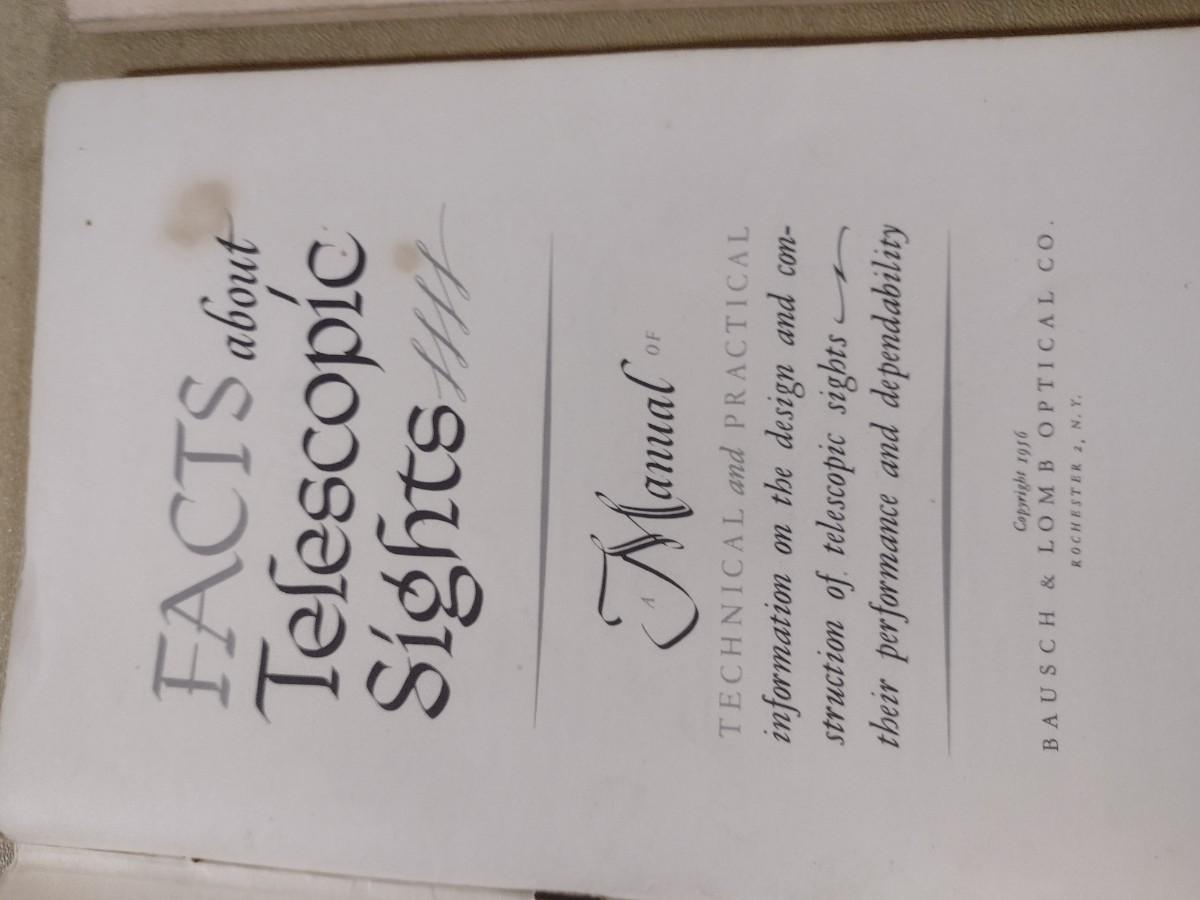 FACTS about
Telescopic
Sights
A Manual OF
TECHNICAL and PRACTICAL
information on the design and con-
struction of telescopic sights
their performance and dependability
Copyright 1956
BAUSCH & LOMB OPTICAL CO.
ROCHESTER 2, N.Y.